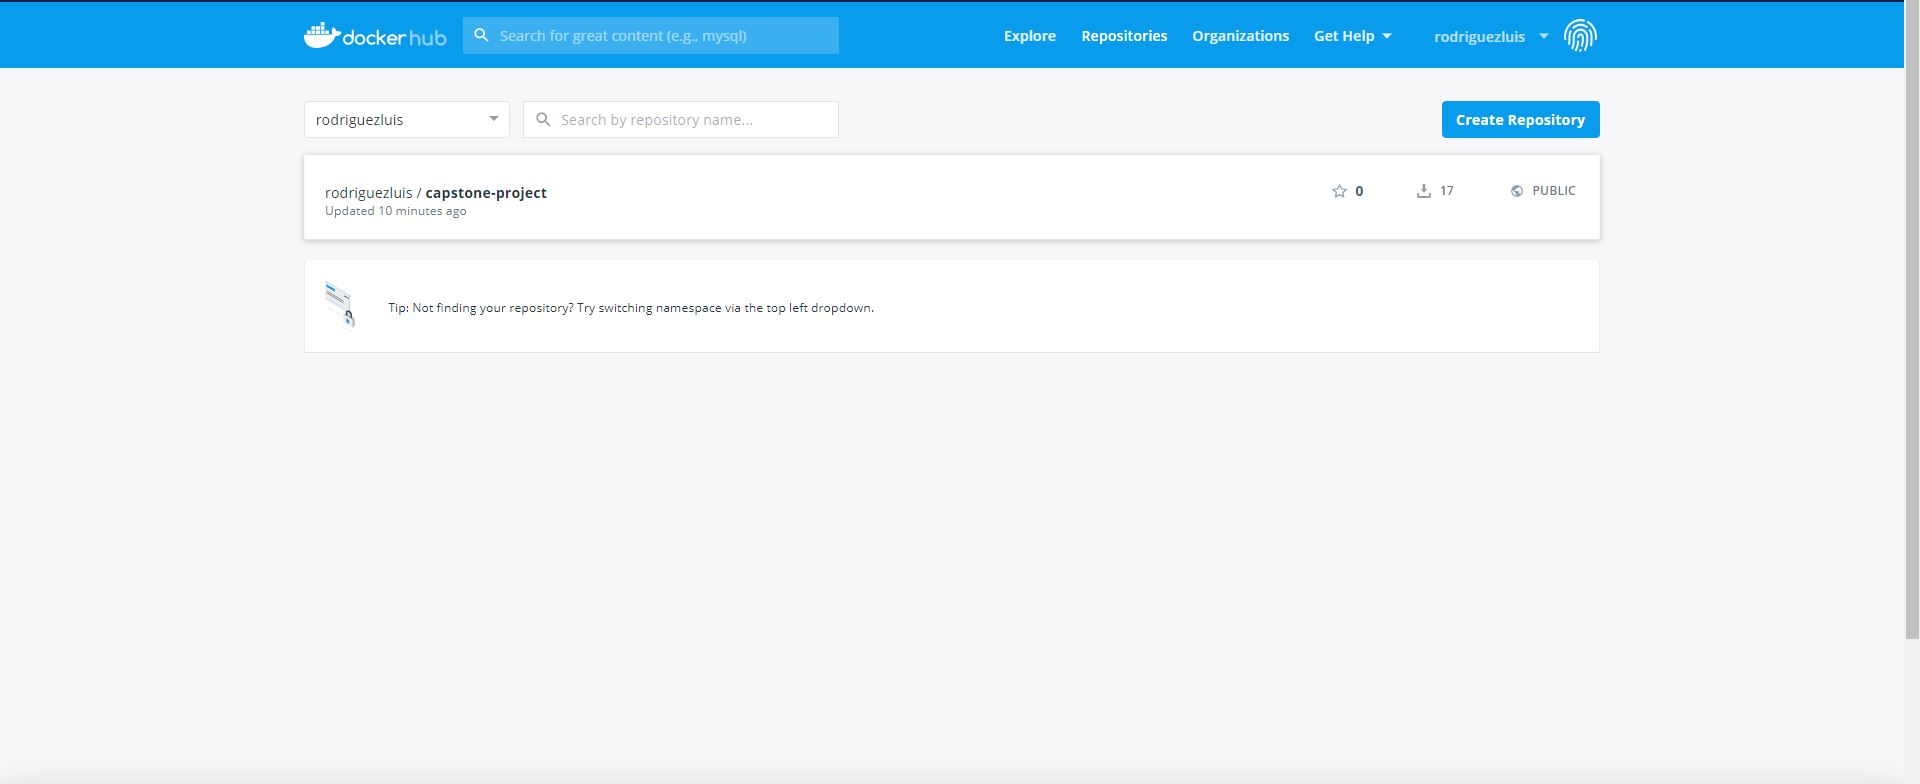 docker hub
Search for great content (e.g., mysql)
Explore Repositories Organizations Get Help rodriguezluis
rodriguezluis
Search by repository name...
Create Repository
rodriguezluis / capstone-project
0 17 PUBLIC
Updated 10 minutes ago
Tip: Not finding your repository? Try switching namespace via the top left dropdown.